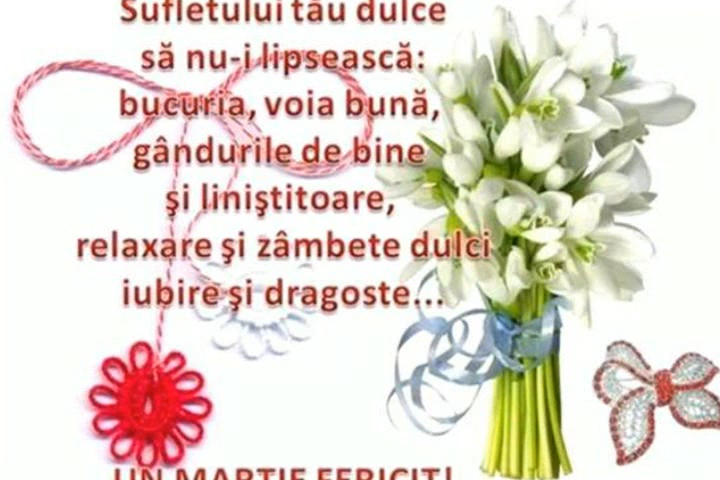 Sufletului tău dulce
să nu-i lipsească:
bucuria, voia bună,
gândurile de bine
şi liniştitoare,
relaxare şi zâmbete dulci
iubire şi dragoste...
UN MARTIE FERICIT!